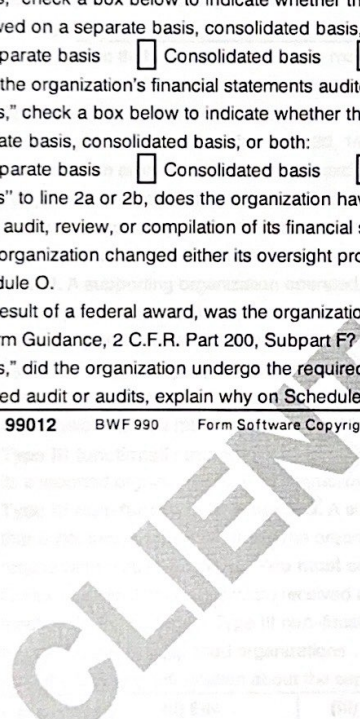 s," check a box below to indicate whether th
wed on a separate basis, consolidated basis,
parate basis Consolidated basis
the organization's financial statements audite
s," check a box below to indicate whether th
ate basis, consolidated basis, or both:
parate basis Consolidated basis
s" to line 2a or 2b, does the organization hav
audit, review, or compilation of its financial s
organization changed either its oversight pro
dule O.
esult of a federal award, was the organizatio
rm Guidance, 2 C.F.R. Part 200, Subpart F?
s," did the organization undergo the required
ed audit or audits, explain why on Schedule
99012 BWF 990 Form Software Copyrig
CLIENT